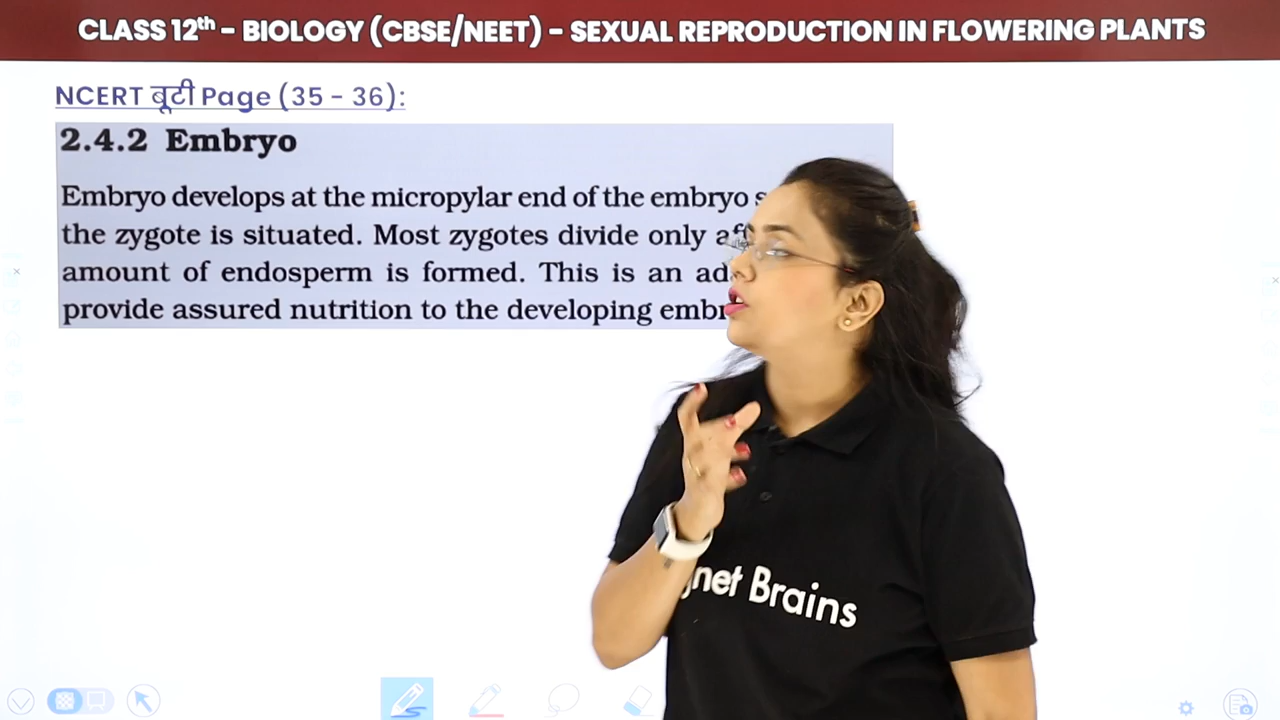 CLASS 12th - BIOLOGY (CBSE/NEET) - SEXUAL REPRODUCTION IN FLOWERING PLANTS
NCERT बूटी Page (35 - 36):
2.4.2 Embryo
Embryo develops at the micropylar end of the embryo
the zygote is situated. Most zygotes divide only
amount of endosperm is formed. This is an
provide assured nutrition to the developing
Brains